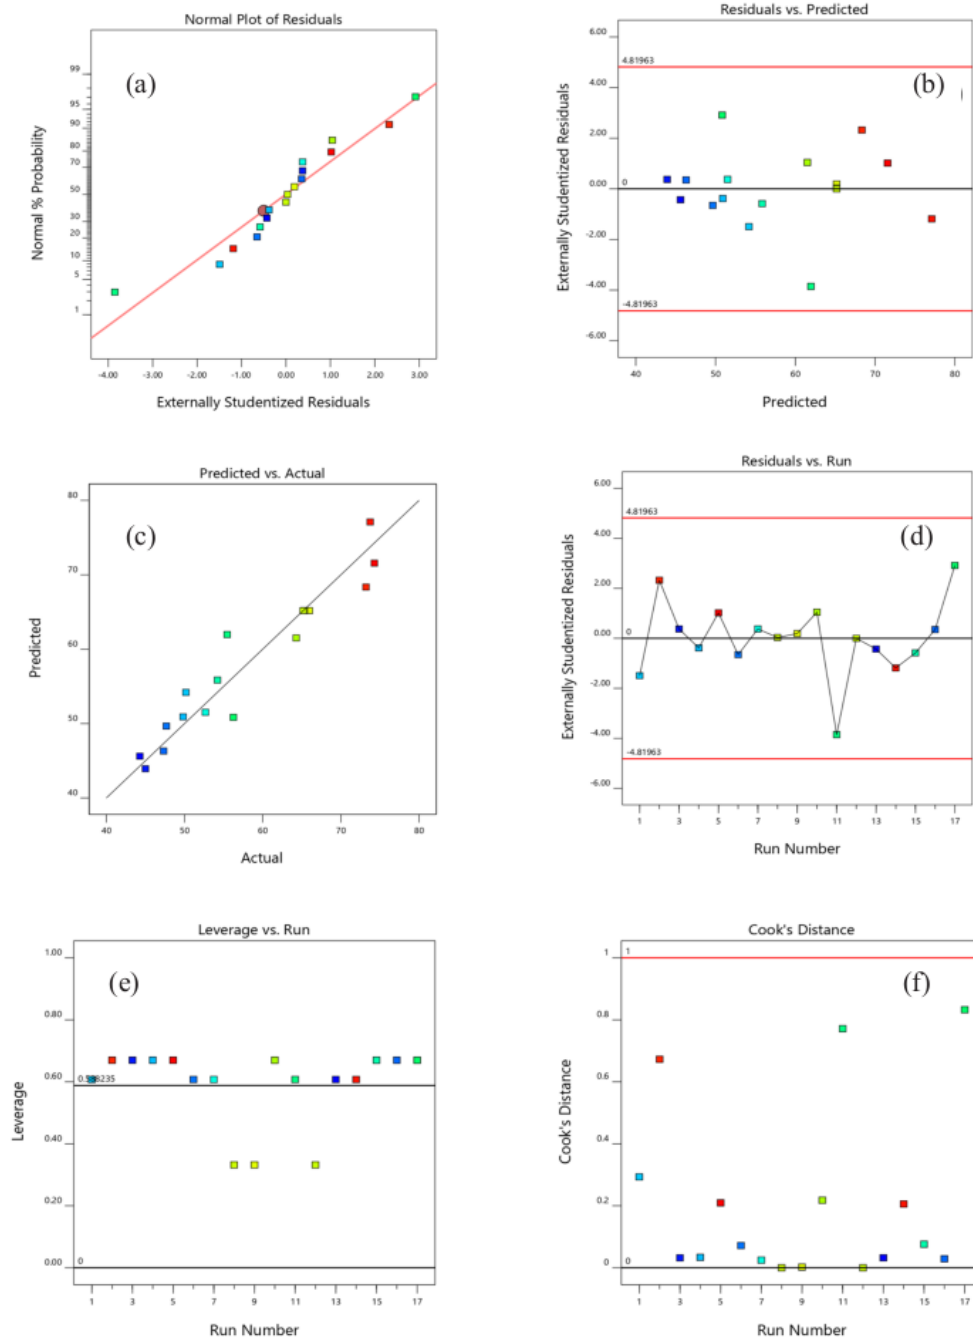 Normal Plot of Residuals
(a)
Normal % Probability
99
95
90
80
70
50
30
20
10
5
1
-4.00 -3.00 -2.00 -1.00 0.00 1.00 2.00 3.00
Externally Studentized Residuals
Residuals vs. Predicted
(b)
Externally Studentized Residuals
6.00
4.81963
4.00
2.00
0.00 0
-2.00
-4.00
-4.81963
-6.00
40 50 60 70 80
Predicted
Predicted vs. Actual
(c)
Predicted
80
70
60
50
40
40 50 60 70 80
Actual
Residuals vs. Run
(d)
Externally Studentized Residuals
6.00
4.81963
4.00
2.00
0.00 0
-2.00
-4.00
-4.81963
-6.00
1 3 5 7 9 11 13 15 17
Run Number
Leverage vs. Run
(e)
Leverage
1.00
0.80
0.60 0.588235
0.40
0.20
0.00 0
1 3 5 7 9 11 13 15 17
Run Number
Cook's Distance
(f)
Cook's Distance
1 1
0.8
0.6
0.4
0.2
0 0
1 3 5 7 9 11 13 15 17
Run Number